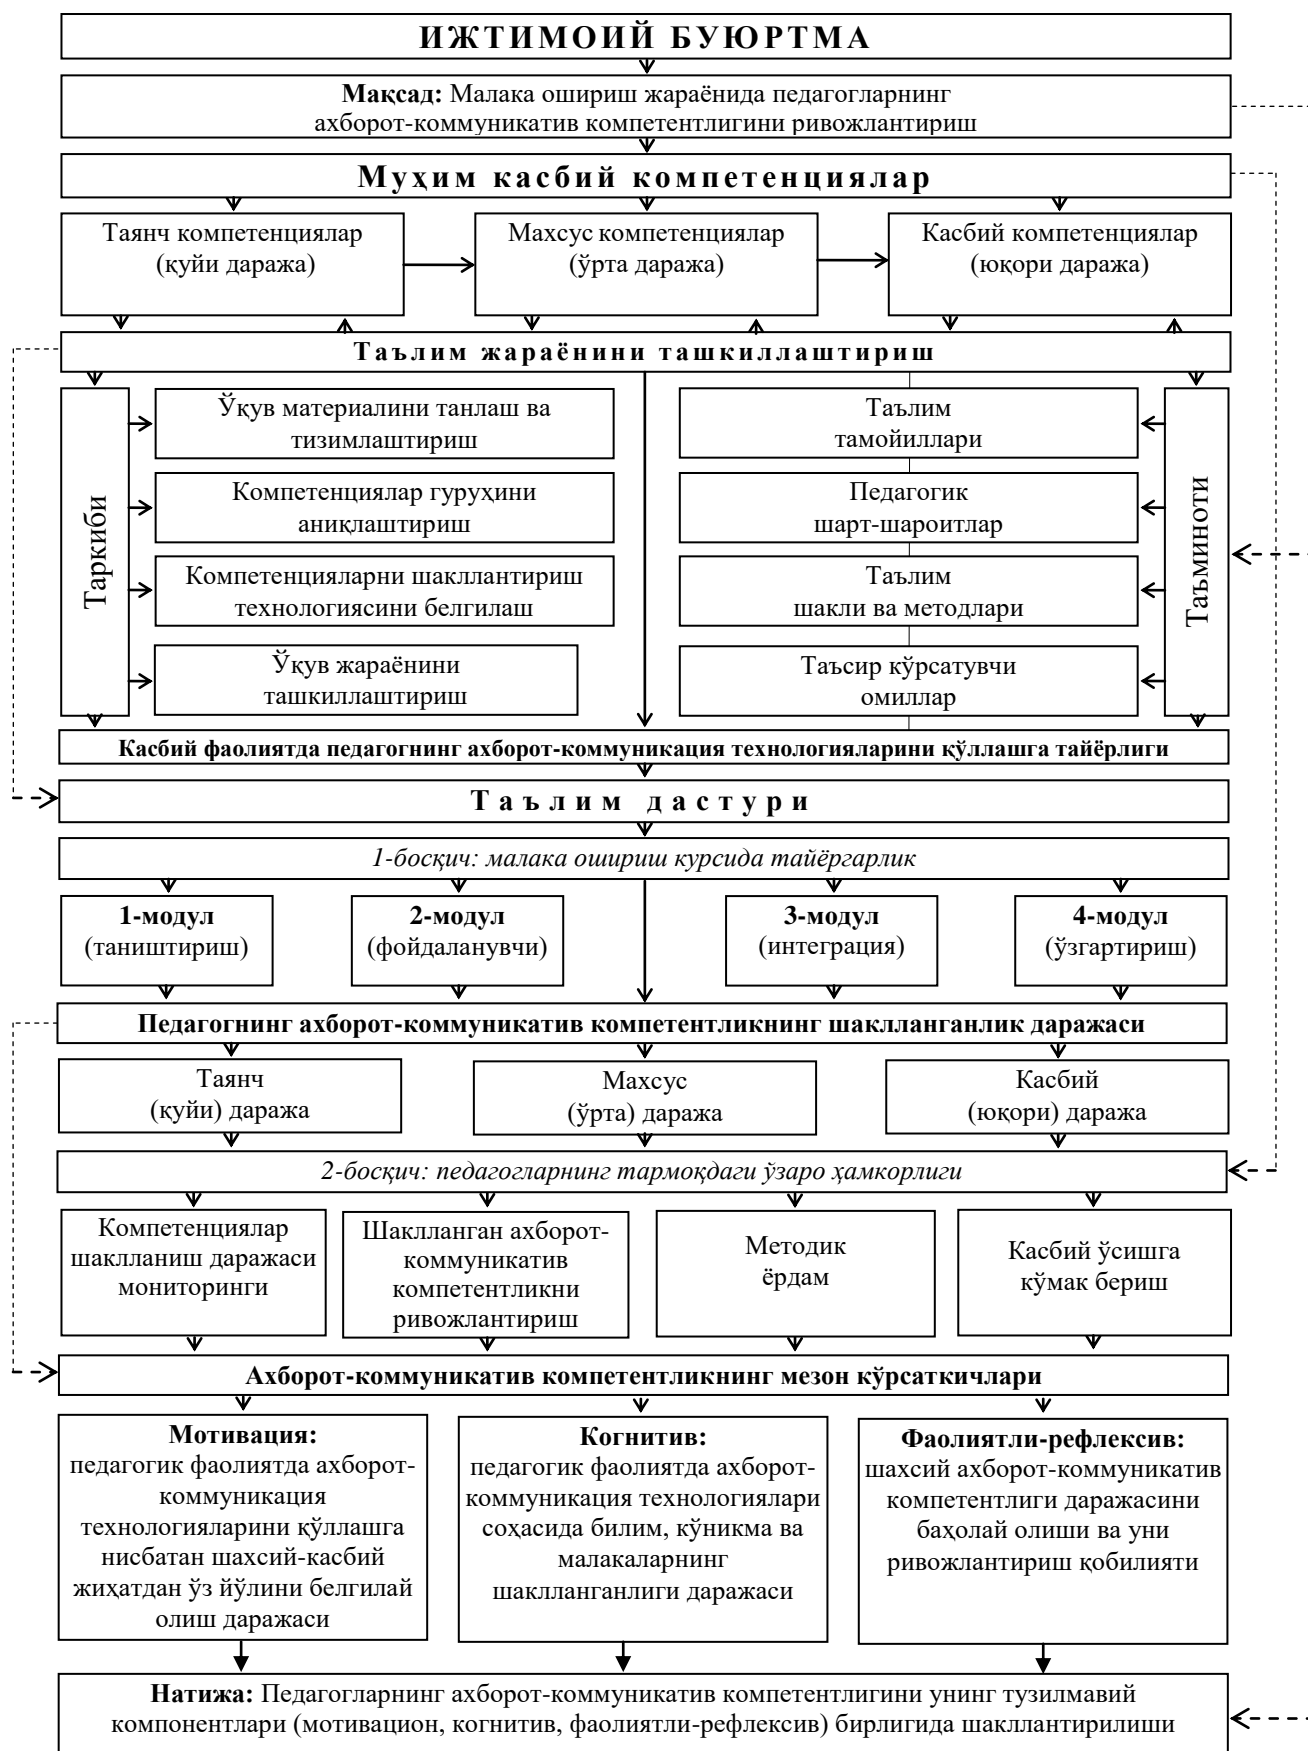 ИЖТИМОИЙ БУЮРТМА
Мақсад: Малака ошириш жараёнида педагогларнинг
ахборот-коммуникатив компетентлигини ривожлантириш
Муҳим касбий компетенциялар
Таянч компетенциялар
(қуйи даража)
Махсус компетенциялар
(ўрта даража)
Касбий компетенциялар
(юқори даража)
Таълим жараёнини ташкиллаштириш
Таркиби
Ўқув материалини танлаш ва
тизимлаштириш
Компетенциялар гуруҳини
аниқлаштириш
Компетенцияларни шакллантириш
технологиясини белгилаш
Ўқув жараёнини
ташкиллаштириш
Таълим
тамойиллари
Педагогик
шарт-шароитлар
Таълим
шакли ва методлари
Таъсир кўрсатувчи
омиллар
Таъминоти
Касбий фаолиятда педагогнинг ахборот-коммуникация технологияларини қўллашга тайёрлиги
Таълим дастури
1-босқич: малака ошириш курсида тайёргарлик
1-модул
(таништириш)
2-модул
(фойдаланувчи)
3-модул
(интеграция)
4-модул
(ўзгартириш)
Педагогнинг ахборот-коммуникатив компетентликнинг шаклланганлик даражаси
Таянч
(қуйи) даража
Махсус
(ўрта) даража
Касбий
(юқори) даража
2-босқич: педагогларнинг тармоқдаги ўзаро ҳамкорлиги
Компетенциялар
шаклланиш даражаси
мониторинги
Шаклланган ахборот-
коммуникатив
компетентликни
ривожлантириш
Методик
ёрдам
Касбий ўсишга
кўмак бериш
Ахборот-коммуникатив компетентликнинг мезон кўрсаткичлари
Мотивация:
педагогик фаолиятда ахборот-
коммуникация
технологияларини қўллашга
нисбатан шахсий-касбий
жиҳатдан ўз йўлини белгилай
олиш даражаси
Когнитив:
педагогик фаолиятда ахборот-
коммуникация технологиялари
соҳасида билим, кўникма ва
малакаларнинг
шаклланганлиги даражаси
Фаолиятли-рефлексив:
шахсий ахборот-коммуникатив
компетентлиги даражасини
баҳолай олиши ва уни
ривожлантириш қобилияти
Натижа: Педагогларнинг ахборот-коммуникатив компетентлигини унинг тузилмавий
компонентлари (мотивацион, когнитив, фаолиятли-рефлексив) бирлигида шакллантирилиши